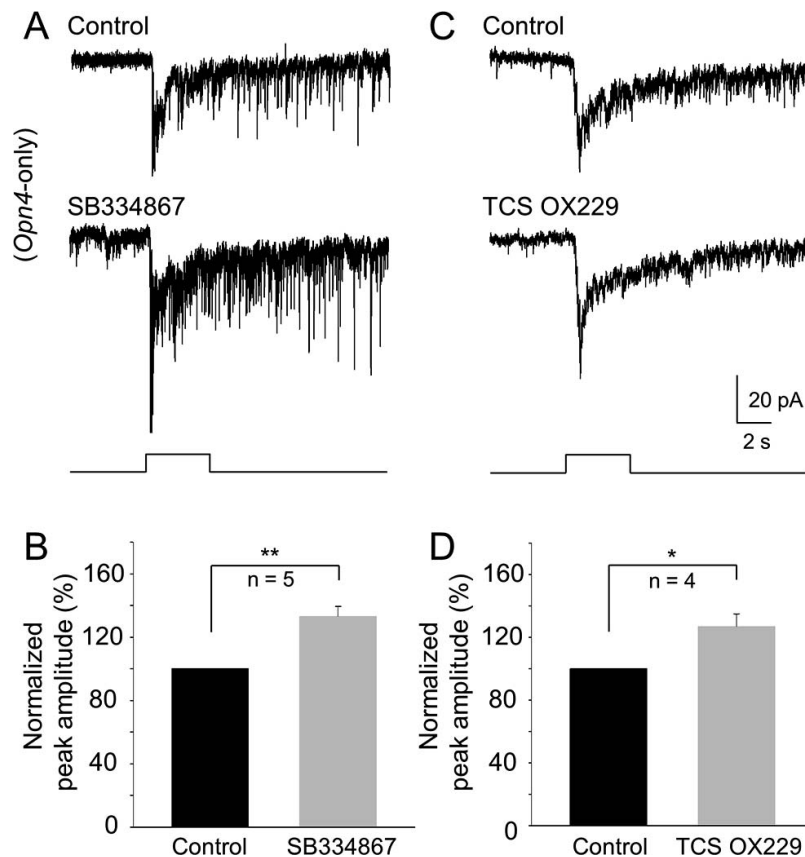 A
Control
(Opn4-only)
SB334867
C
Control
TCS OX229
20 pA
2 s
B
Normalized
peak amplitude (%)
160
120
80
40
0
**
n = 5
Control
SB334867
D
Normalized
peak amplitude (%)
160
120
80
40
0
*
n = 4
Control
TCS OX229